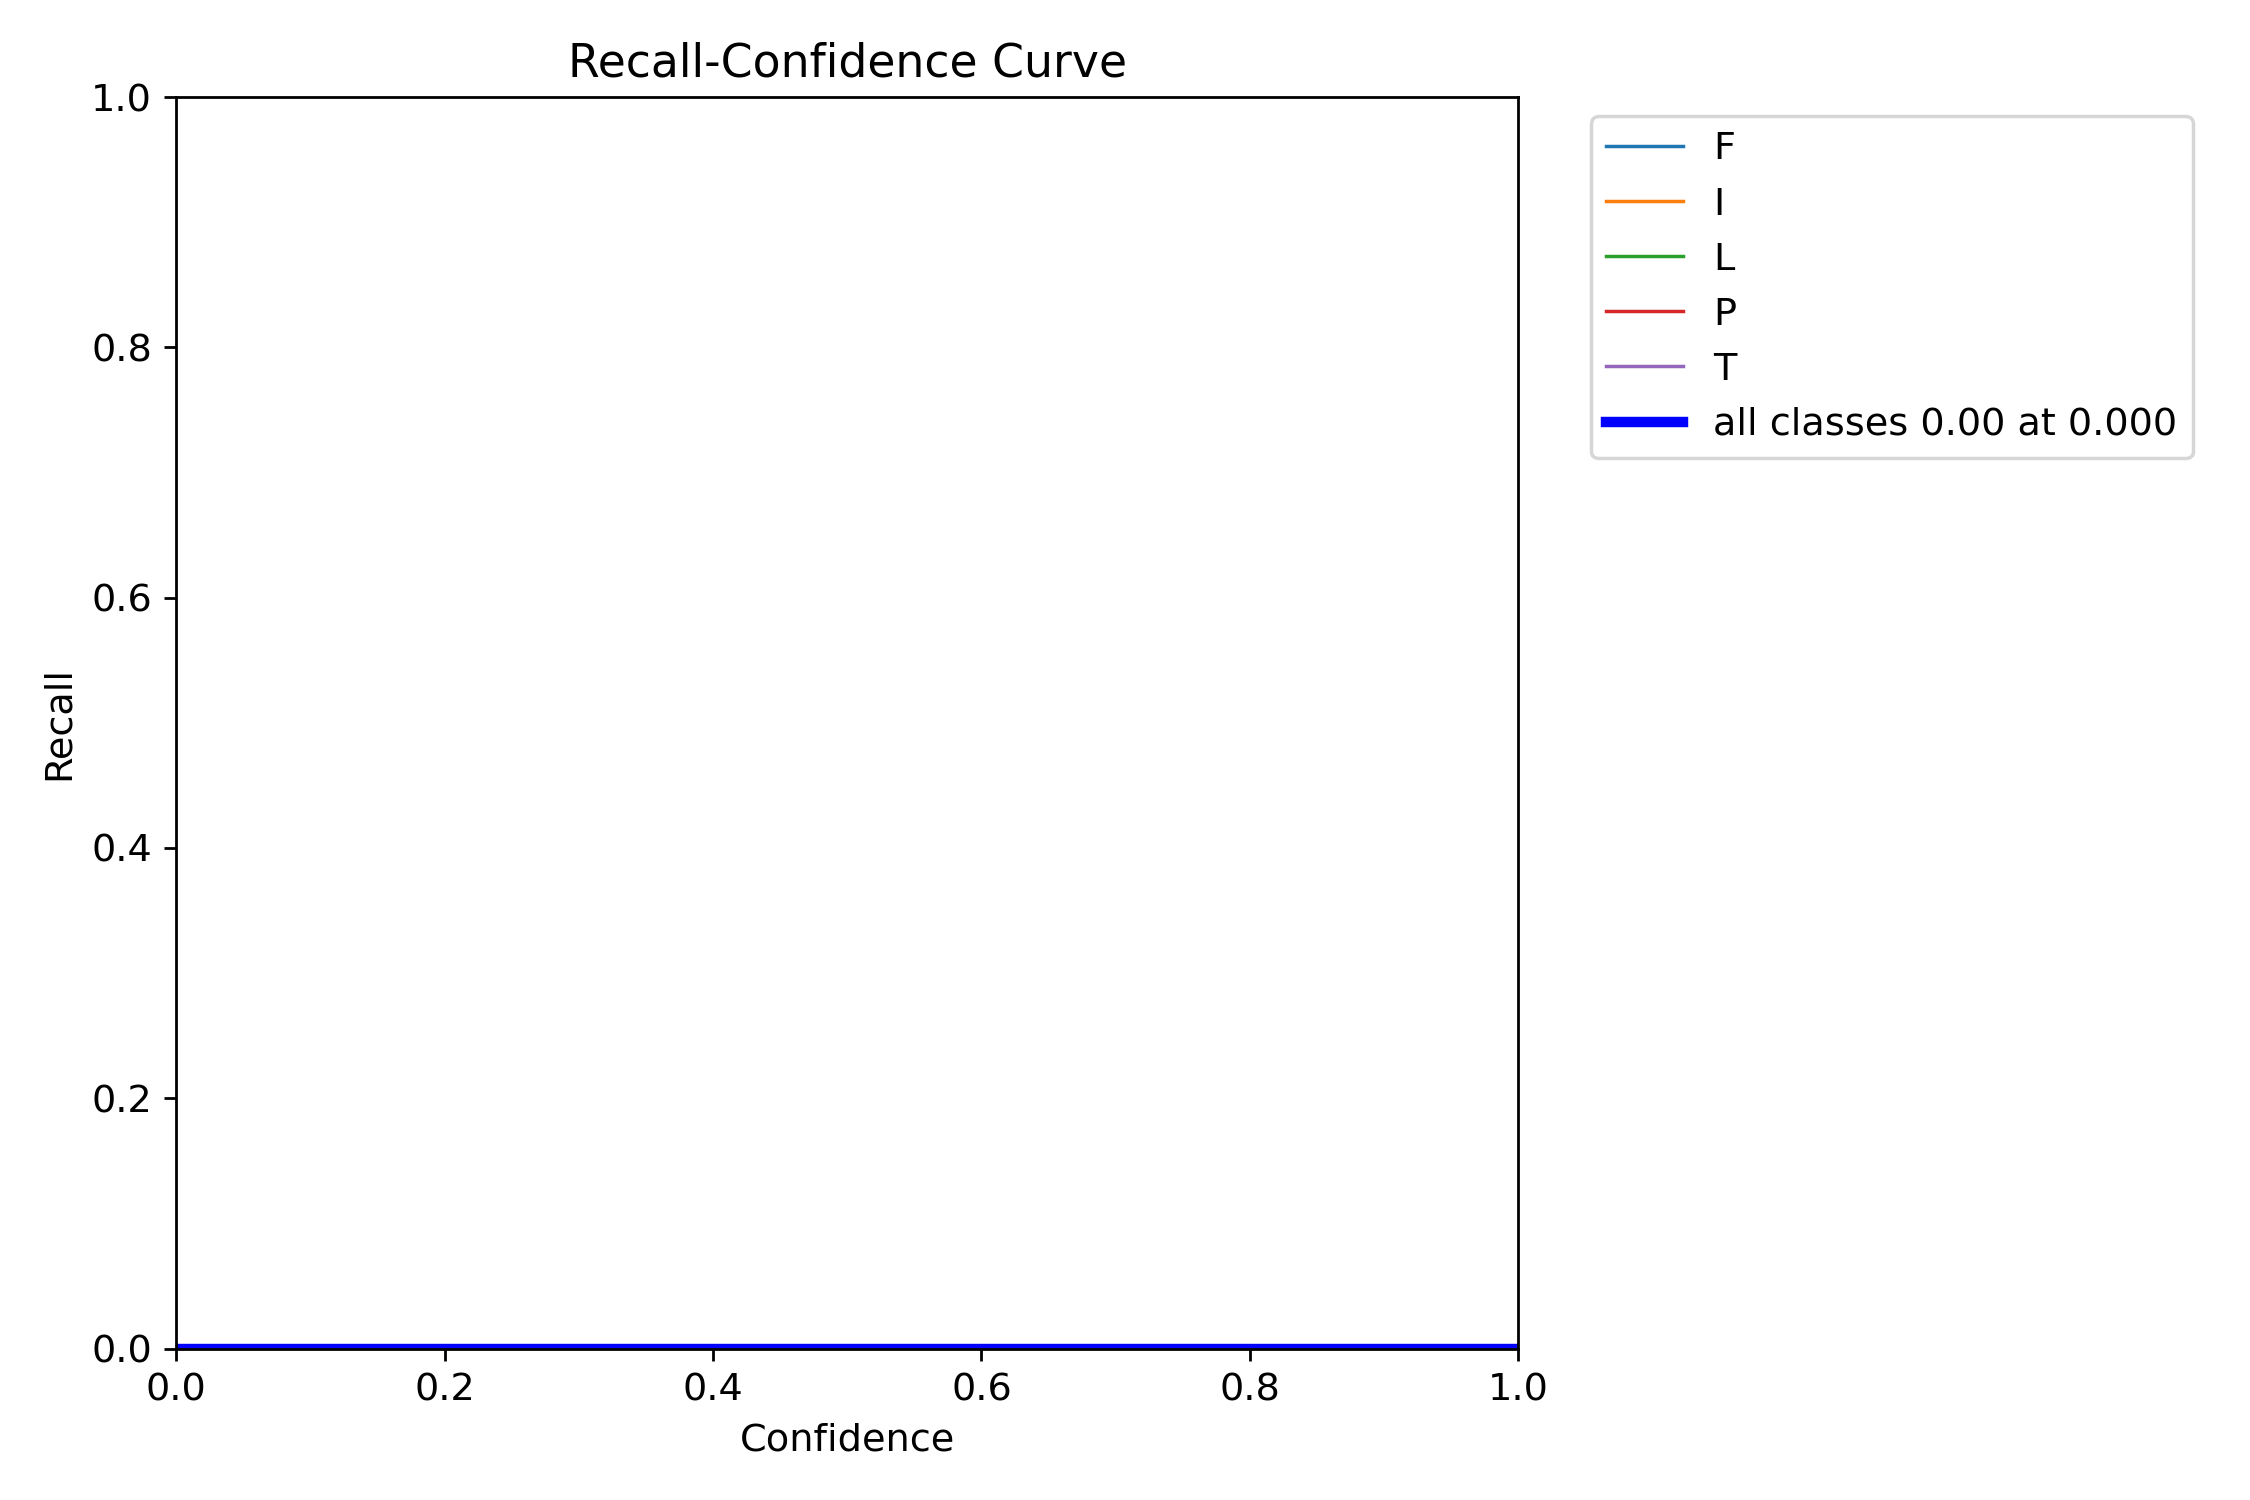 Recall-Confidence Curve
1.0
0.8
0.6
0.4
0.2
0.0
Recall
0.0 0.2 0.4 0.6 0.8 1.0
Confidence
F
I
L
P
T
all classes 0.00 at 0.000